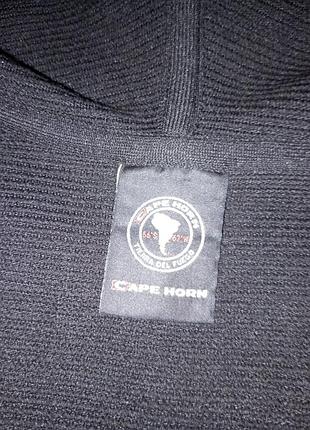 CAPE HORN
56°S 67°W
TIERRA DEL FUEGO
CAPE HORN